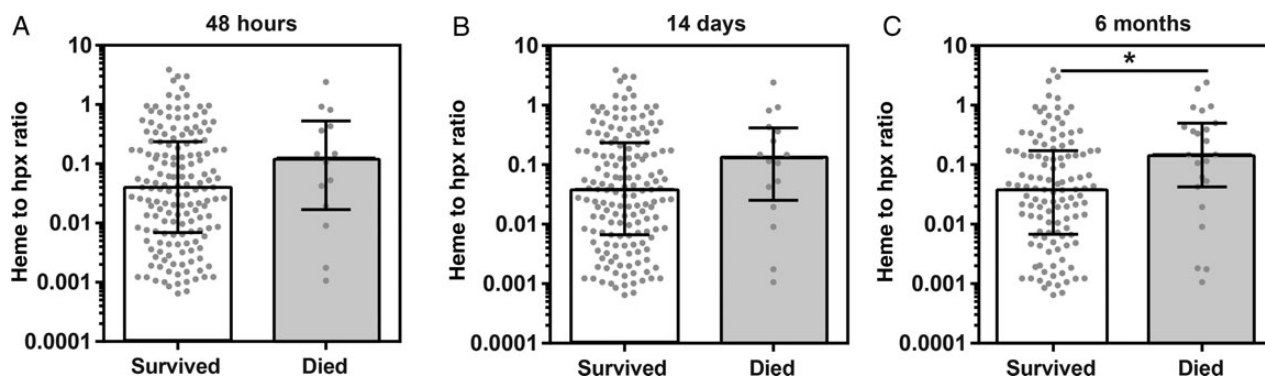 A
48 hours
Heme to hpx ratio
10
1
0.1
0.01
0.001
0.0001
Survived
Died
B
14 days
Heme to hpx ratio
10
1
0.1
0.01
0.001
0.0001
Survived
Died
C
6 months
*
Heme to hpx ratio
10
1
0.1
0.01
0.001
0.0001
Survived
Died